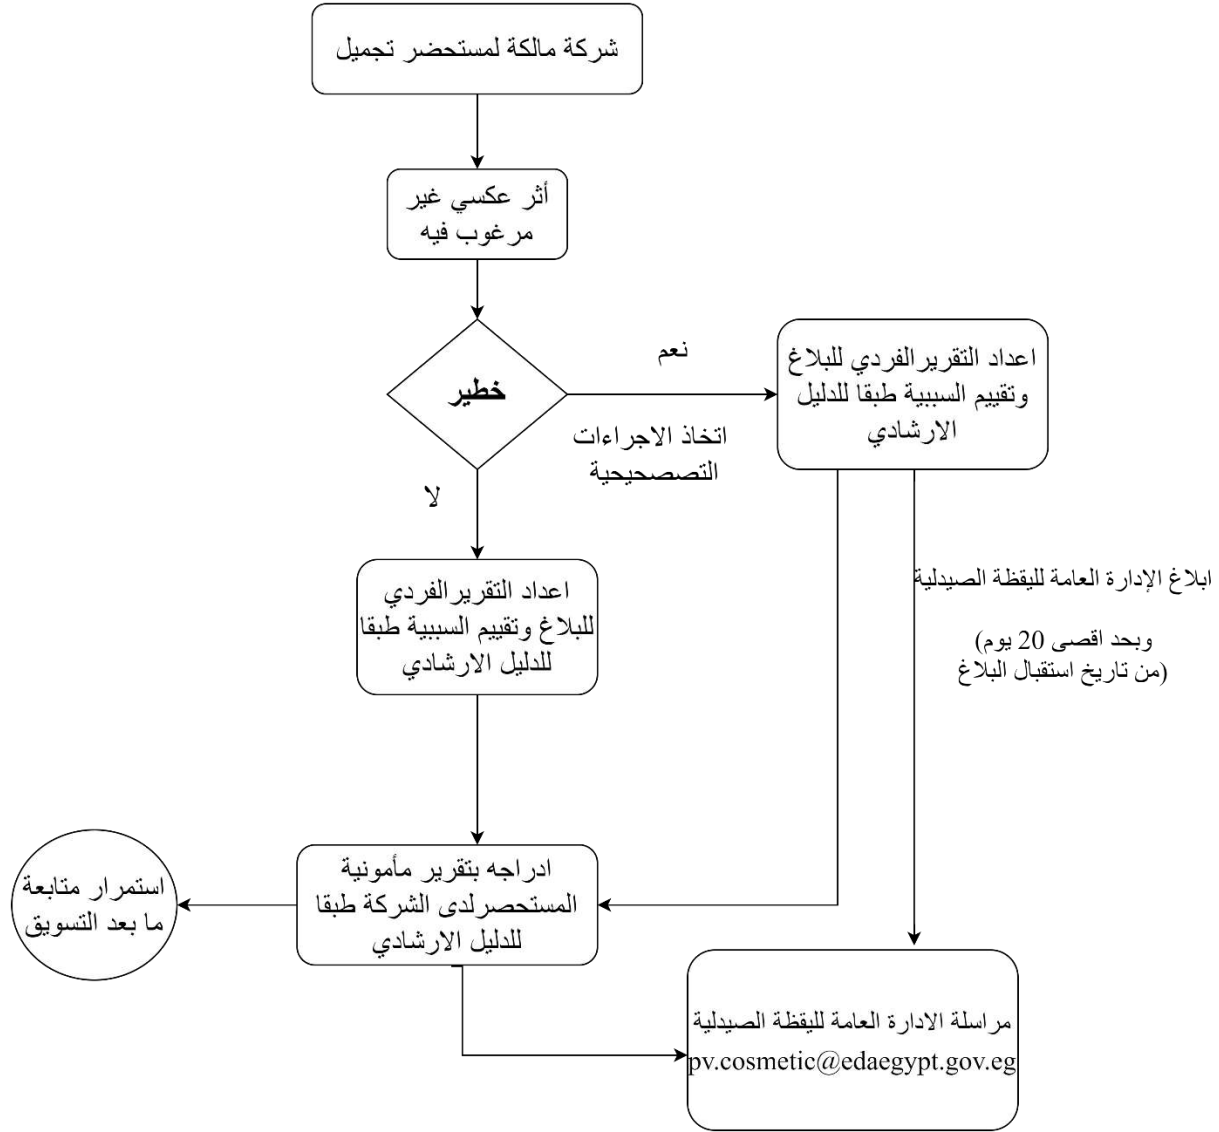 شركة مالكة لمستحضر تجميل
أثر عكسي غير
مرغوب فيه
خطير
نعم
اتخاذ الاجراءات
التصصحيحية
اعداد التقريرالفردي للبلاغ
وتقييم السببية طبقا للدليل
الارشادي
لا
اعداد التقريرالفردي
للبلاغ وتقييم السببية طبقا
للدليل الارشادي
ابلاغ الإدارة العامة لليقظة الصيدلية
وبحد اقصى 20 يوم)
(من تاريخ استقبال البلاغ
ادراجه بتقرير مأمونية
المستحصرلدى الشركة طبقا
للدليل الارشادي
استمرار متابعة
ما بعد التسويق
مراسلة الادارة العامة لليقظة الصيدلية
pv.cosmetic@edaegypt.gov.eg